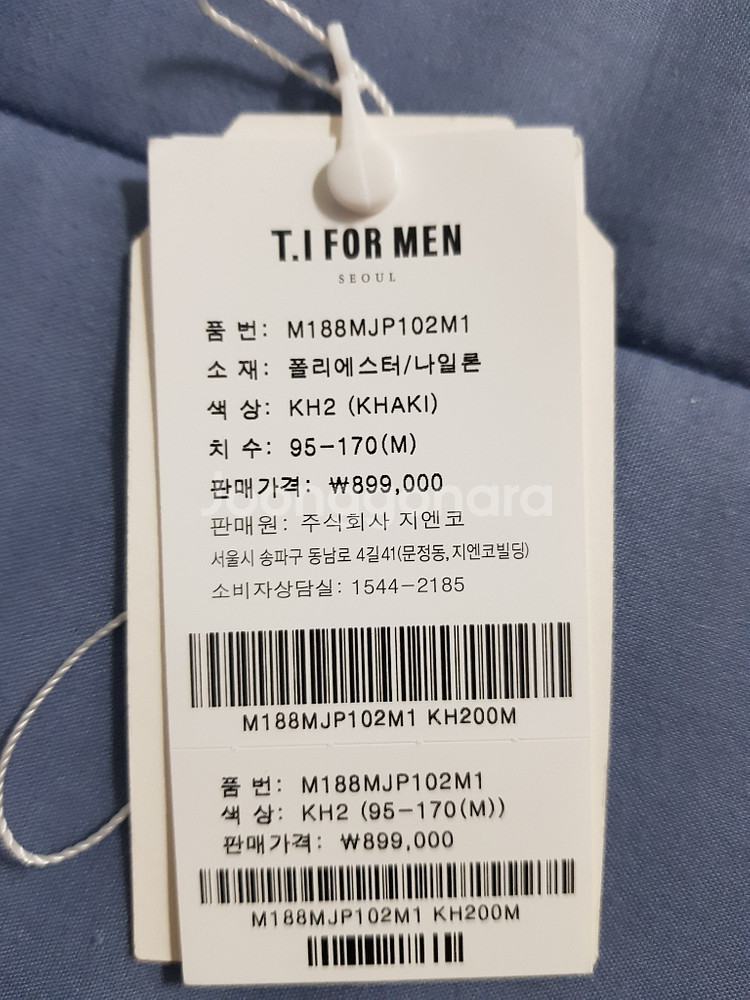 T.I FOR MEN
SEOUL
품 번: M188MJP102M1
소 재: 폴리에스터/나일론
색 상: KH2 (KHAKI)
치 수: 95-170(M)
판매가격: ₩899,000
Joonggonara
판매원: 주식회사 지엔코
서울시 송파구 동남로 4길41(문정동,지엔코빌딩)
소비자상담실: 1544-2185
M188MJP102M1 KH200M
품 번: M188MJP102M1
색 상: KH2 (95-170(M))
판매가격: ₩899,000
M188MJP102M1 KH200M